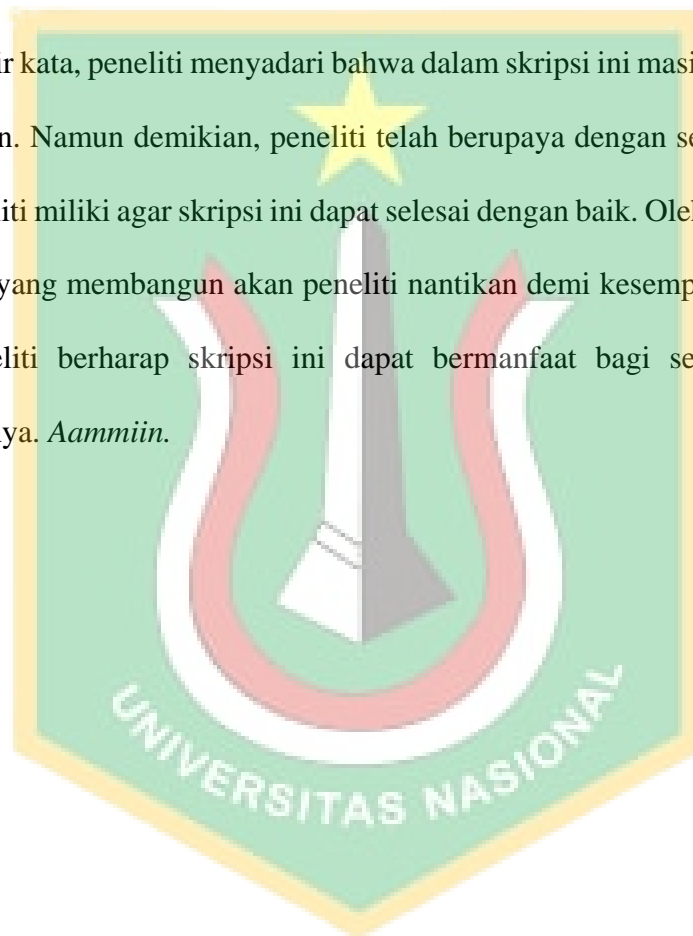 ir kata, peneliti menyadari bahwa dalam skripsi ini masi
n. Namun demikian, peneliti telah berupaya dengan se
iti miliki agar skripsi ini dapat selesai dengan baik. Ole
yang membangun akan peneliti nantikan demi kesemp
eliti berharap skripsi ini dapat bermanfaat bagi se
ya. Aammiin.
UNIVERSITAS NASIONAL